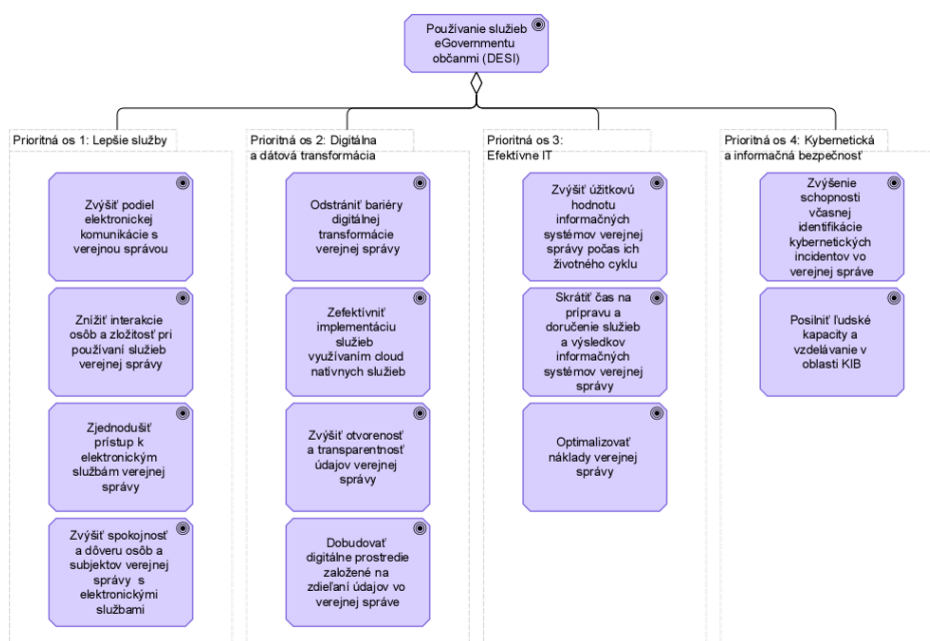 Používanie služieb
eGovernmentu
občanmi (DESI)
Prioritná os 1: Lepšie služby
Zvýšiť podiel
elektronickej
komunikácie s
verejnou správou
Znížiť interakcie
osôb a zložitosť pri
používaní služieb
verejnej správy
Zjednodušiť
prístup k
elektronickým
službám verejnej
správy
Zvýšiť spokojnosť
a dôveru osôb a
subjektov verejnej
správy s
elektronickými
službami
Prioritná os 2: Digitálna
a dátová transformácia
Odstrániť bariéry
digitálnej
transformácie
verejnej správy
Zefektívniť
implementáciu
služieb
využívaním cloud
natívnych služieb
Zvýšiť otvorenosť
a transparentnosť
údajov verejnej
správy
Dobudovať
digitálne prostredie
založené na
zdieľaní údajov vo
verejnej správe
Prioritná os 3:
Efektívne IT
Zvýšiť úžitkovú
hodnotu
informačných
systémov verejnej
správy počas ich
životného cyklu
Skrátiť čas na
prípravu a
doručenie služieb
a výsledkov
informačných
systémov verejnej
správy
Optimalizovať
náklady verejnej
správy
Prioritná os 4: Kybernetická
a informačná bezpečnosť
Zvýšenie
schopnosti
včasnej
identifikácie
kybernetických
incidentov vo
verejnej správe
Posilniť ľudské
kapacity a
vzdelávanie v
oblasti KIB